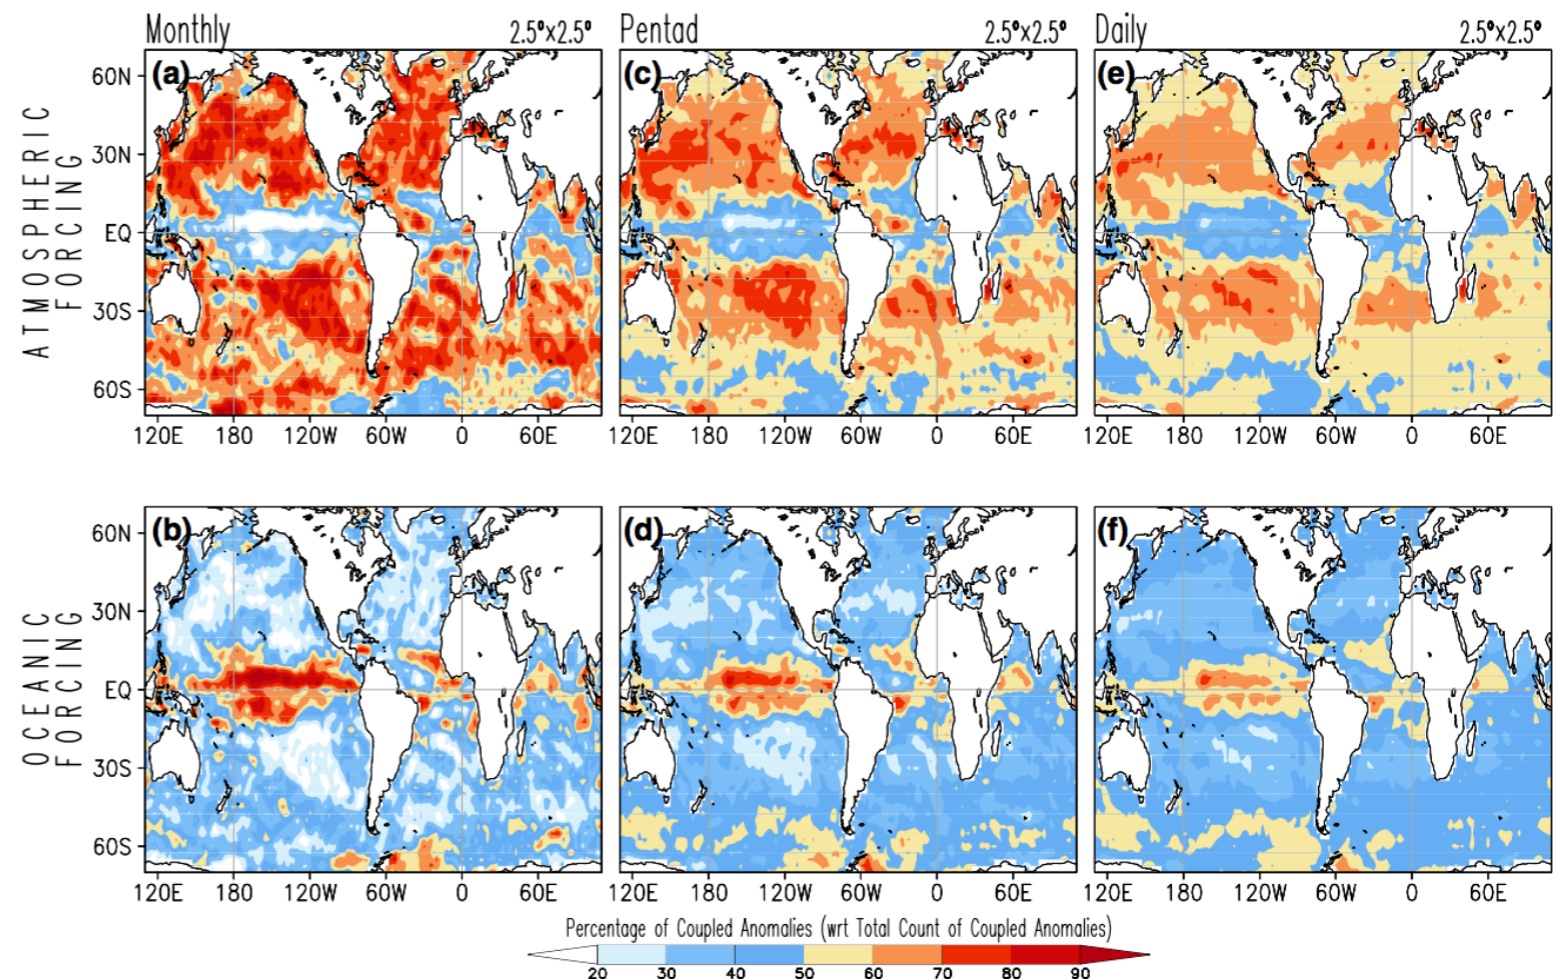 Monthly 2.5°x2.5° Pentad 2.5°x2.5° Daily 2.5°x2.5°
ATMOSPHERIC
FORCING
(a) (c) (e)
60N
30N
EQ
30S
60S
120E 180 120W 60W 0 60E 120E 180 120W 60W 0 60E 120E 180 120W 60W 0 60E
OCEANIC
FORCING
(b) (d) (f)
60N
30N
EQ
30S
60S
120E 180 120W 60W 0 60E 120E 180 120W 60W 0 60E 120E 180 120W 60W 0 60E
Percentage of Coupled Anomalies (wrt Total Count of Coupled Anomalies)
20 30 40 50 60 70 80 90